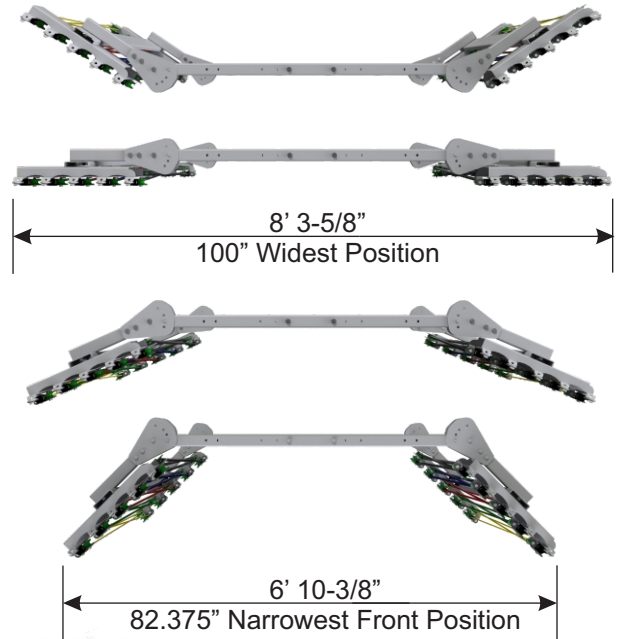 8’ 3-5/8”
100” Widest Position
6’ 10-3/8”
82.375” Narrowest Front Position